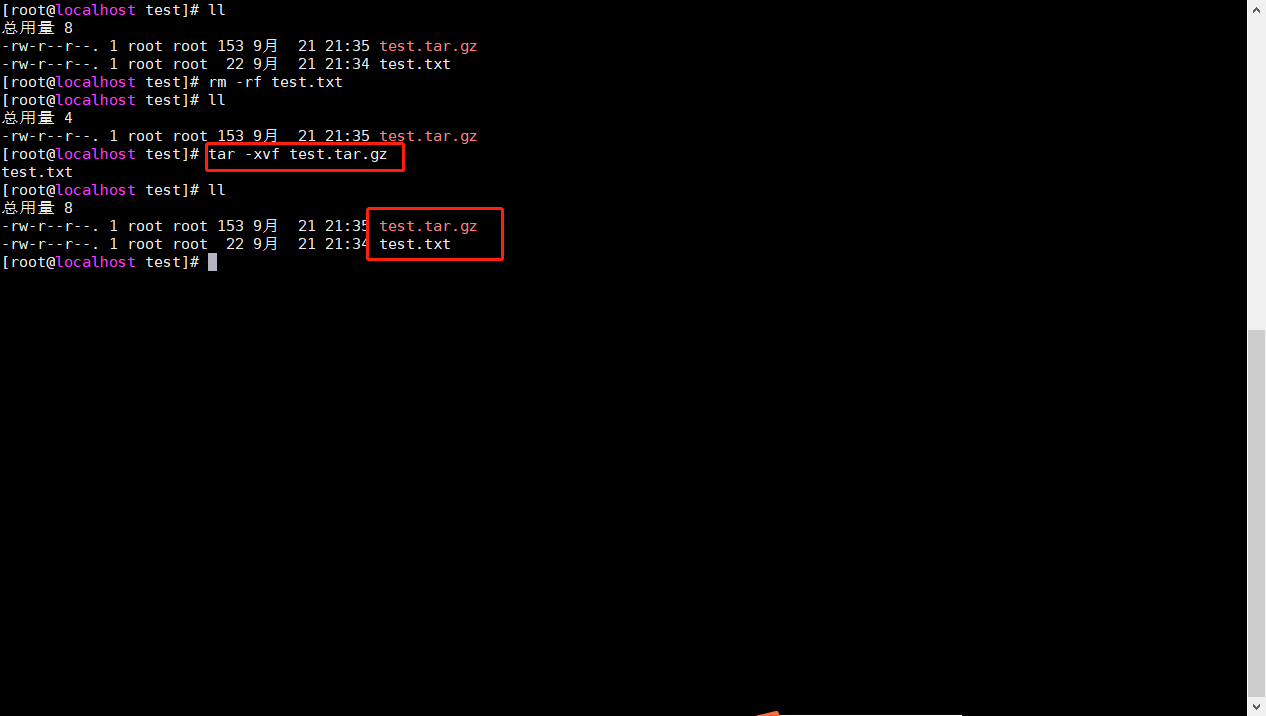 [root@localhost test]# ll
总用量 8
-rw-r--r--. 1 root root 153 9月  21 21:35 test.tar.gz
-rw-r--r--. 1 root root  22 9月  21 21:34 test.txt
[root@localhost test]# rm -rf test.txt
[root@localhost test]# ll
总用量 4
-rw-r--r--. 1 root root 153 9月  21 21:35 test.tar.gz
[root@localhost test]# tar -xvf test.tar.gz
test.txt
[root@localhost test]# ll
总用量 8
-rw-r--r--. 1 root root 153 9月  21 21:35 test.tar.gz
-rw-r--r--. 1 root root  22 9月  21 21:34 test.txt
[root@localhost test]#